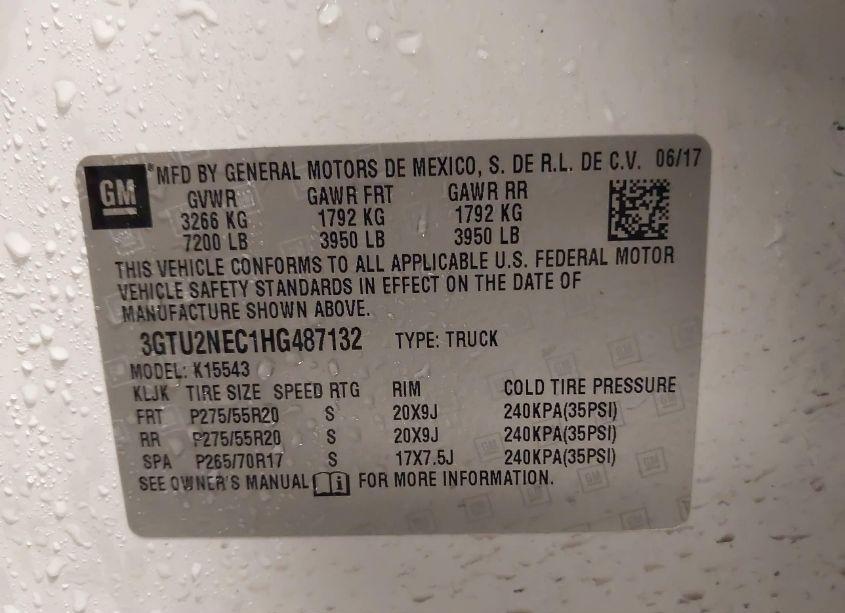 GM
MFD BY GENERAL MOTORS DE MEXICO, S. DE R.L. DE C.V. 06/17
GVWR GAWR FRT GAWR RR
3266 KG 1792 KG 1792 KG
7200 LB 3950 LB 3950 LB
THIS VEHICLE CONFORMS TO ALL APPLICABLE U.S. FEDERAL MOTOR
VEHICLE SAFETY STANDARDS IN EFFECT ON THE DATE OF
MANUFACTURE SHOWN ABOVE.
3GTU2NEC1HG487132 TYPE: TRUCK
MODEL: K15543
KLJK TIRE SIZE SPEED RTG RIM COLD TIRE PRESSURE
FRT P275/55R20 S 20X9J 240KPA(35PSI)
RR P275/55R20 S 20X9J 240KPA(35PSI)
SPA P265/70R17 S 17X7.5J 240KPA(35PSI)
SEE OWNER'S MANUAL i FOR MORE INFORMATION.